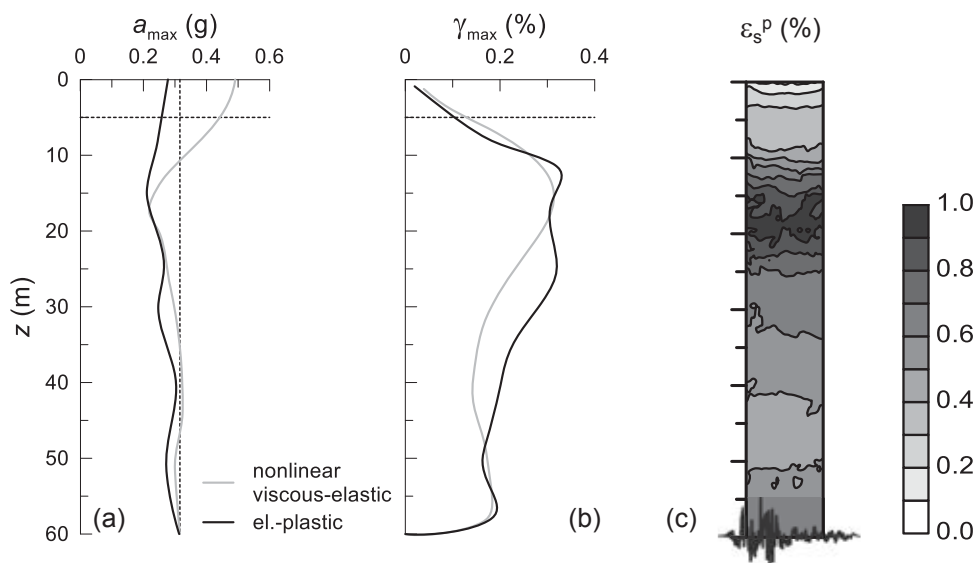 a_max (g)
0 0.2 0.4 0.6
γ_max (%)
0 0.2 0.4
ε_s^p (%)
0
10
20
30
40
50
60
z (m)
nonlinear
viscous-elastic
el.-plastic
(a)
(b)
(c)
1.0
0.8
0.6
0.4
0.2
0.0